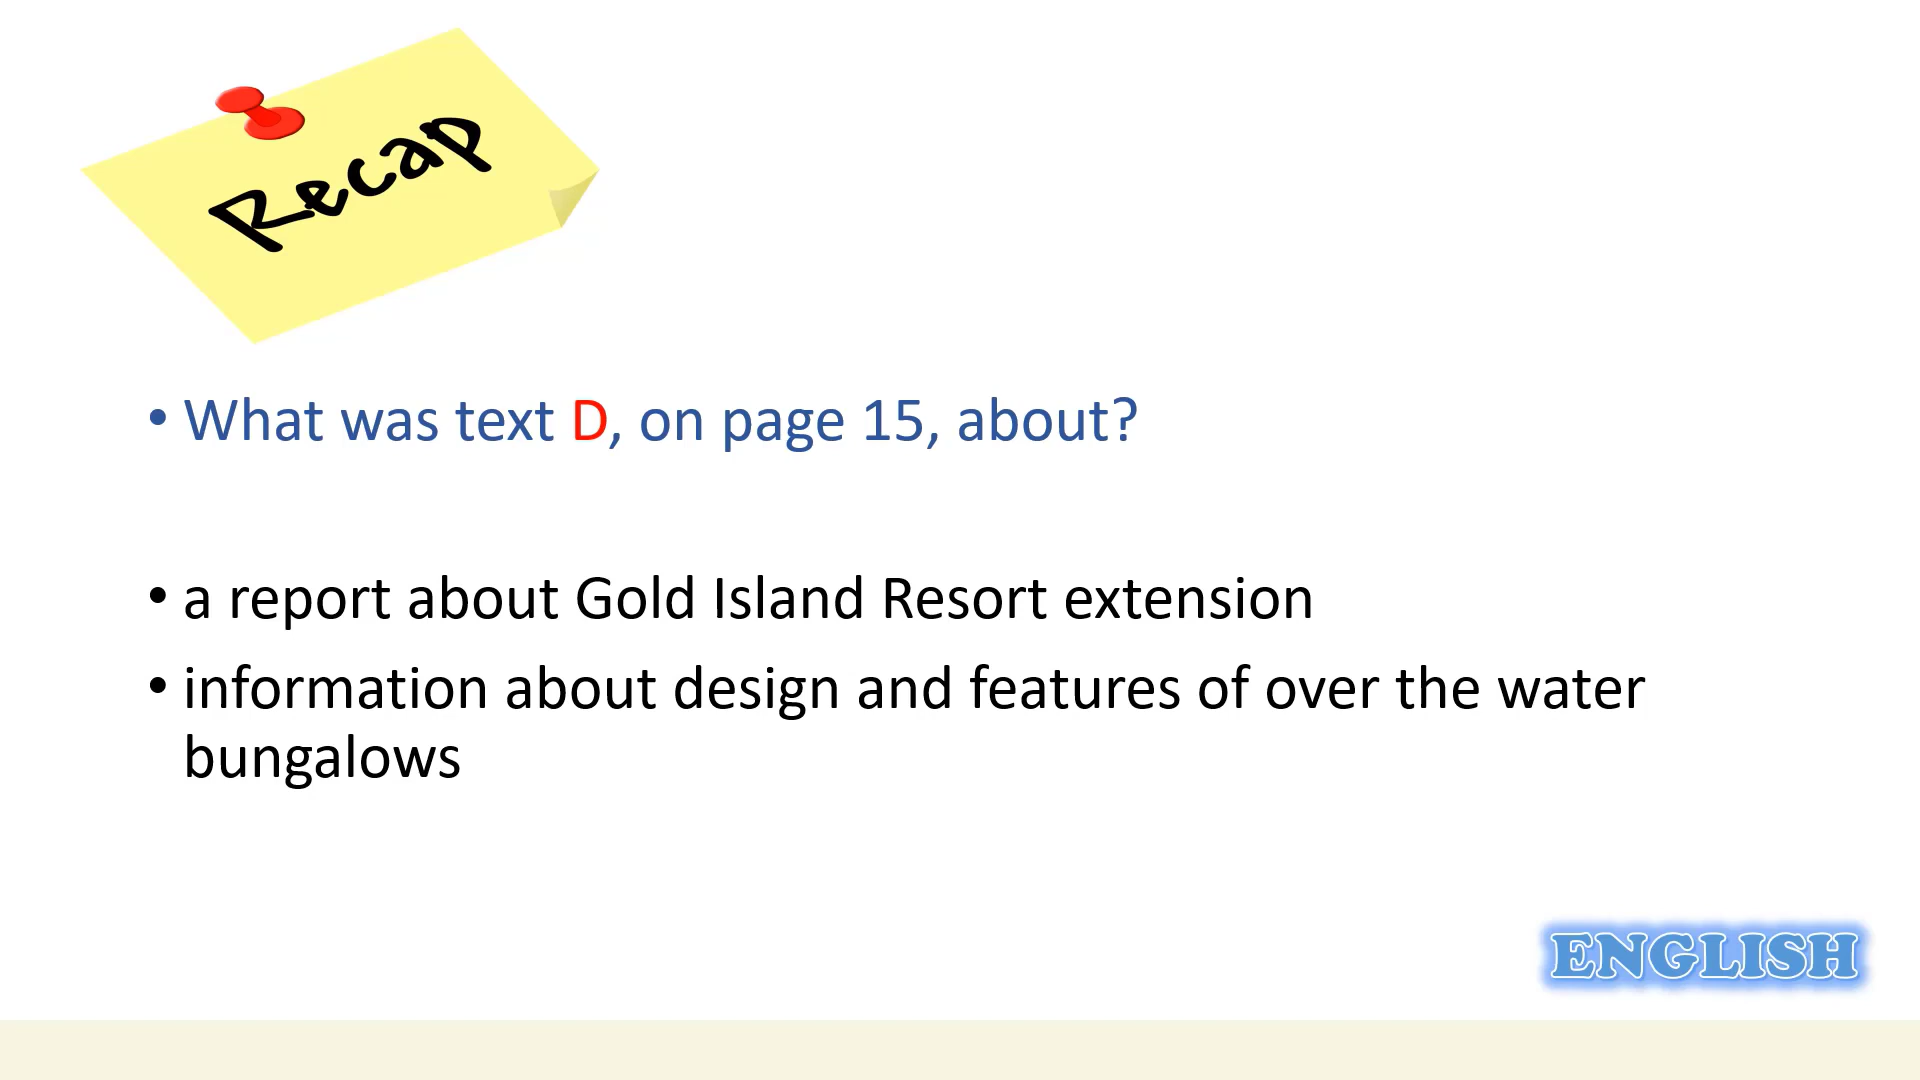 Recap
• What was text D, on page 15, about?
• a report about Gold Island Resort extension
• information about design and features of over the water
bungalows
ENGLISH